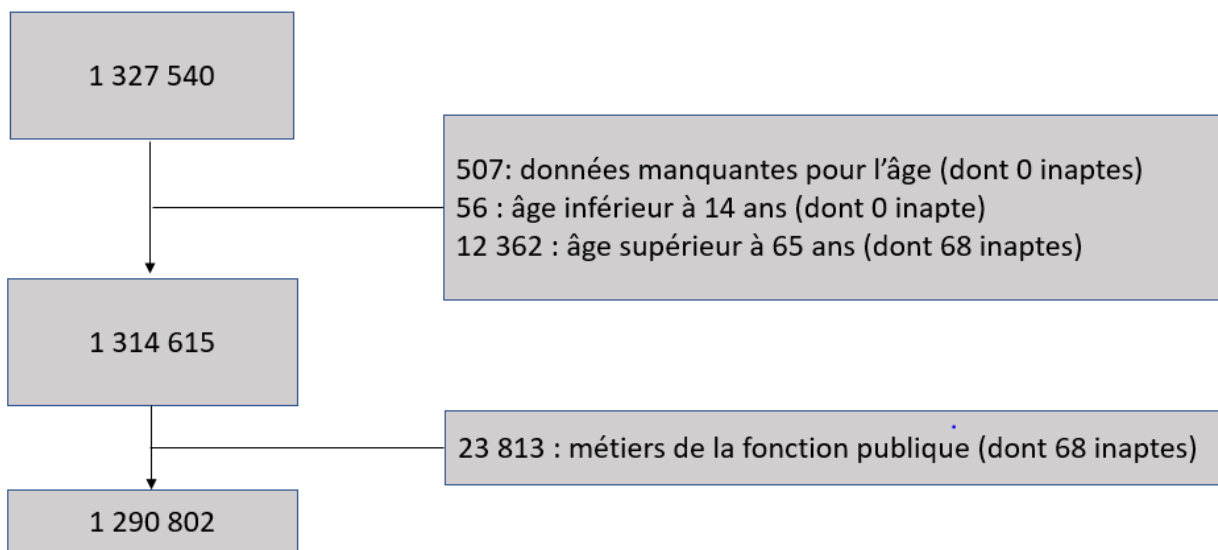 1 327 540
507: données manquantes pour l'âge (dont 0 inaptes)
56 : âge inférieur à 14 ans (dont 0 inapte)
12 362 : âge supérieur à 65 ans (dont 68 inaptes)
1 314 615
23 813 : métiers de la fonction publique (dont 68 inaptes)
1 290 802